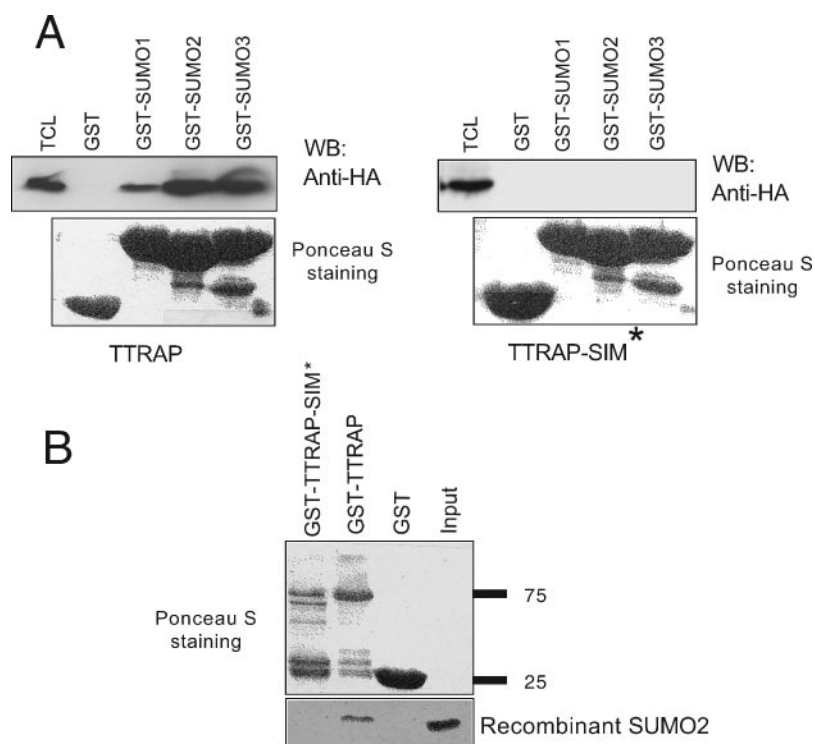 A
TCL
GST
GST-SUMO1
GST-SUMO2
GST-SUMO3
WB:
Anti-HA
Ponceau S
staining
TTRAP
TCL
GST
GST-SUMO1
GST-SUMO2
GST-SUMO3
WB:
Anti-HA
Ponceau S
staining
TTRAP-SIM*
B
GST-TTRAP-SIM*
GST-TTRAP
GST
Input
Ponceau S
staining
75
25
Recombinant SUMO2